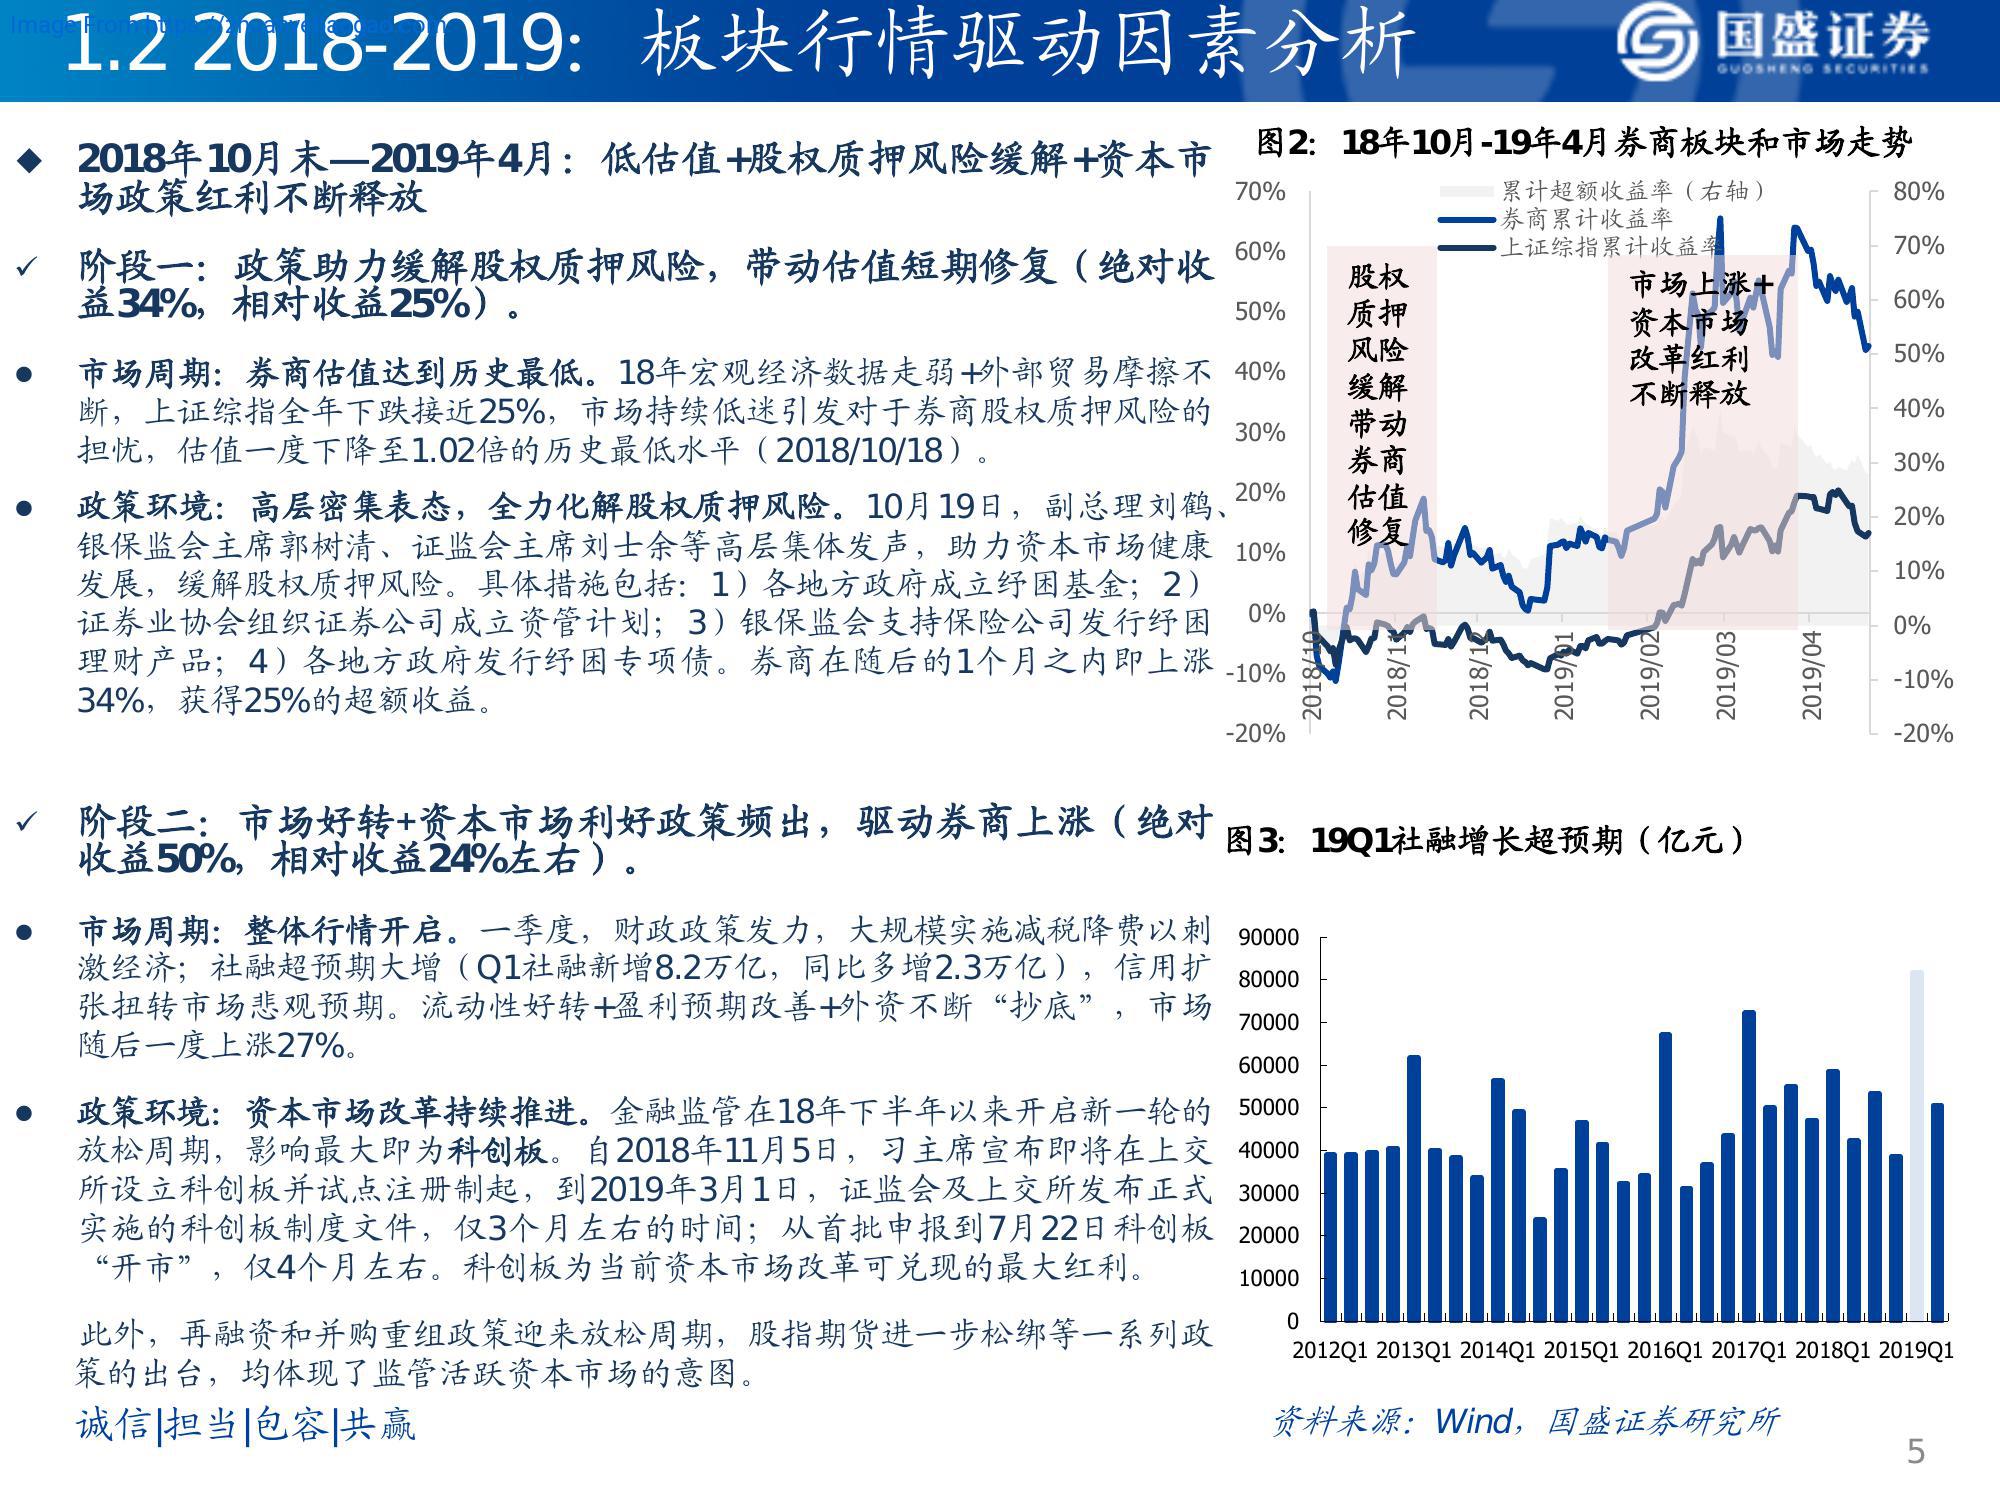 Image From https://zhuanye.tangdao.com
1.2 2018-2019: 板块行情驱动因素分析
国盛证券
GUOSHENG SECURITIES
2018年10月末—2019年4月：低估值+股权质押风险缓解+资本市
场政策红利不断释放
阶段一：政策助力缓解股权质押风险，带动估值短期修复（绝对收
益34%，相对收益25%）。
市场周期：券商估值达到历史最低。18年宏观经济数据走弱+外部贸易摩擦不
断，上证综指全年下跌接近25%，市场持续低迷引发对于券商股权质押风险的
担忧，估值一度下降至1.02倍的历史最低水平（2018/10/18）。
政策环境：高层密集表态，全力化解股权质押风险。10月19日，副总理刘鹤、
银保监会主席郭树清、证监会主席刘士余等高层集体发声，助力资本市场健康
发展，缓解股权质押风险。具体措施包括：1）各地方政府成立纾困基金；2）
证券业协会组织证券公司成立资管计划；3）银保监会支持保险公司发行纾困
理财产品；4）各地方政府发行纾困专项债。券商在随后的1个月之内即上涨
34%，获得25%的超额收益。
阶段二：市场好转+资本市场利好政策频出，驱动券商上涨（绝对
收益50%，相对收益24%左右）。
市场周期：整体行情开启。一季度，财政政策发力，大规模实施减税降费以刺
激经济；社融超预期大增（Q1社融新增8.2万亿，同比多增2.3万亿），信用扩
张扭转市场悲观预期。流动性好转+盈利预期改善+外资不断“抄底”，市场
随后一度上涨27%。
政策环境：资本市场改革持续推进。金融监管在18年下半年以来开启新一轮的
放松周期，影响最大即为科创板。自2018年11月5日，习主席宣布即将在上交
所设立科创板并试点注册制起，到2019年3月1日，证监会及上交所发布正式
实施的科创板制度文件，仅3个月左右的时间；从首批申报到7月22日科创板
“开市”，仅4个月左右。科创板为当前资本市场改革可兑现的最大红利。
此外，再融资和并购重组政策迎来放松周期，股指期货进一步松绑等一系列政
策的出台，均体现了监管活跃资本市场的意图。
图2：18年10月-19年4月券商板块和市场走势
累计超额收益率（右轴）
券商累计收益率
上证综指累计收益率
70%
60%
50%
40%
30%
20%
10%
0%
-10%
-20%
80%
70%
60%
50%
40%
30%
20%
10%
0%
-10%
-20%
股权
质押
风险
缓解
带动
券商
估值
修复
市场上涨+
资本市场
改革红利
不断释放
2018/10
2018/11
2018/12
2019/01
2019/02
2019/03
2019/04
图3：19Q1社融增长超预期（亿元）
90000
80000
70000
60000
50000
40000
30000
20000
10000
0
2012Q1 2013Q1 2014Q1 2015Q1 2016Q1 2017Q1 2018Q1 2019Q1
资料来源：Wind，国盛证券研究所
诚信|担当|包容|共赢
5